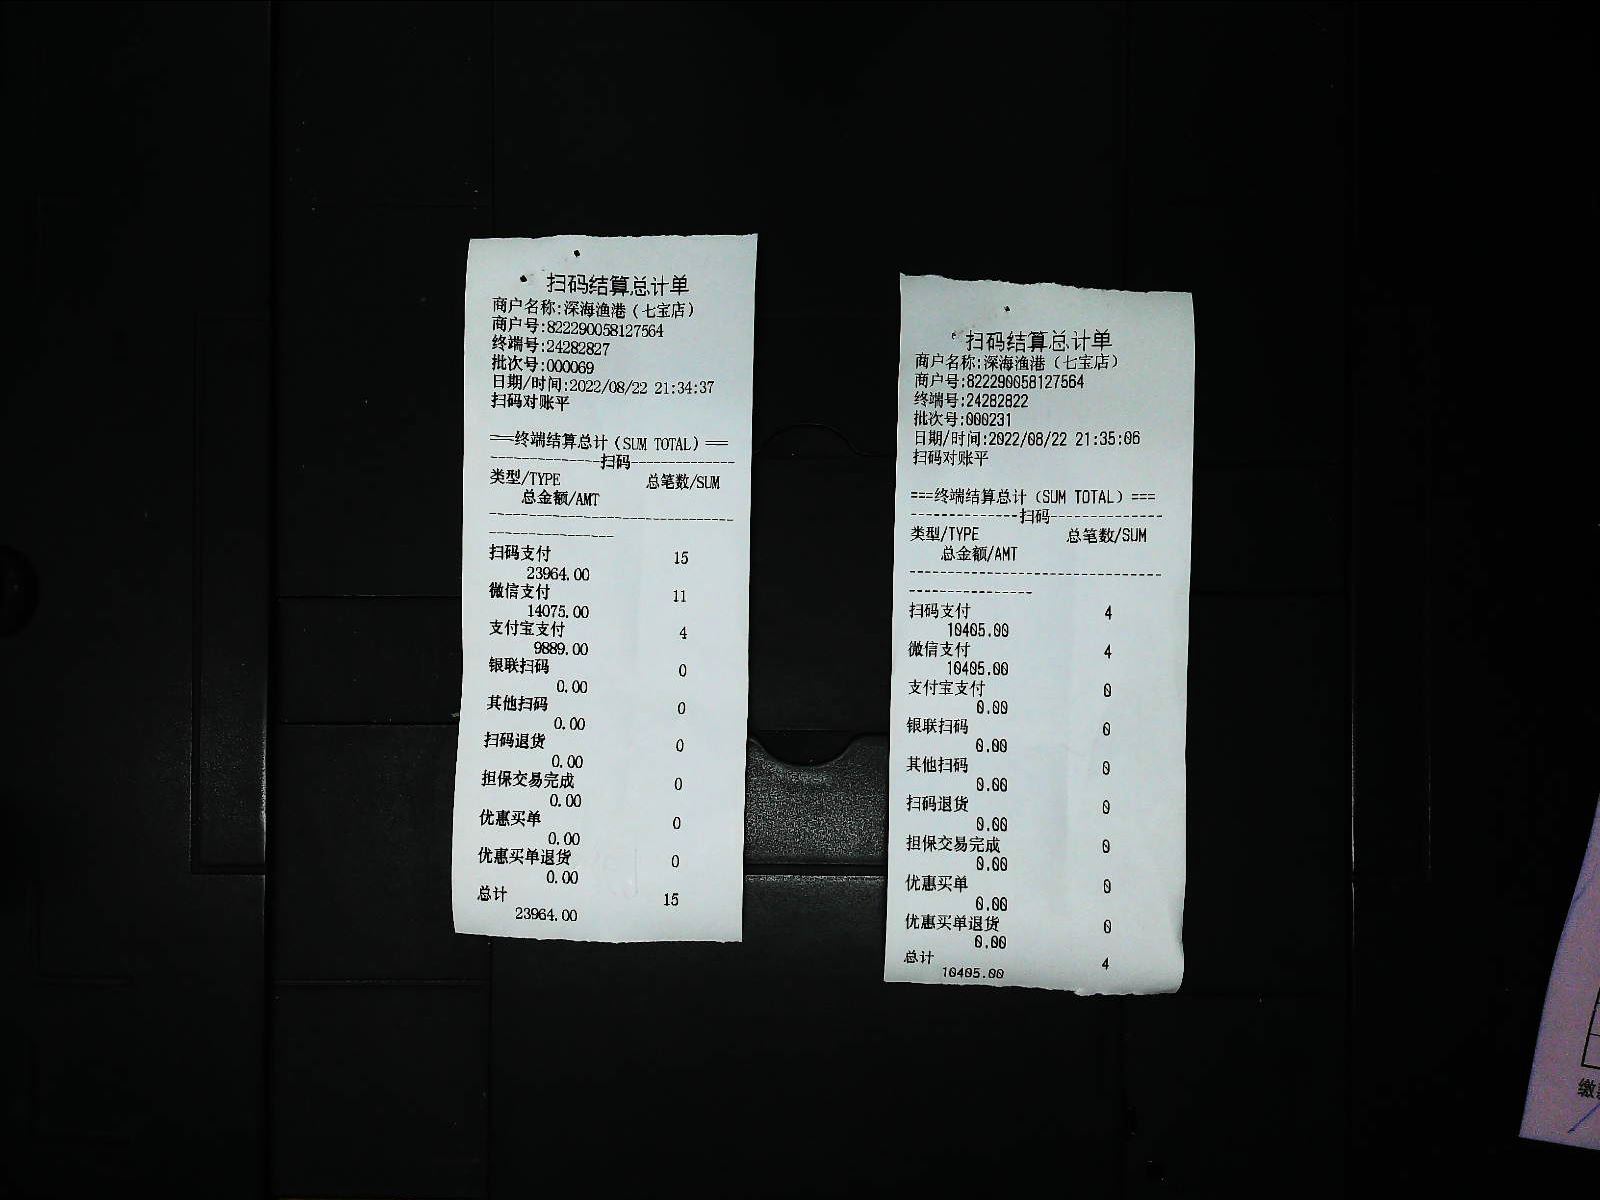 扫码结算总计单
商户名称:深海渔港（七宝店）
商户号:822290058127564
终端号:24282827
批次号:000069
日期/时间:2022/08/22 21:34:37
扫码对账平
===终端结算总计（SUM TOTAL）===
--------------扫码--------------
类型/TYPE 总笔数/SUM
总金额/AMT
--------------------------------
----------------
扫码支付 15
23964.00
微信支付 11
14075.00
支付宝支付 4
9889.00
银联扫码 0
0.00
其他扫码 0
0.00
扫码退货 0
0.00
担保交易完成 0
0.00
优惠买单 0
0.00
优惠买单退货 0
0.00
总计 15
23964.00
扫码结算总计单
商户名称:深海渔港（七宝店）
商户号:822290058127564
终端号:24282822
批次号:000231
日期/时间:2022/08/22 21:35:06
扫码对账平
===终端结算总计（SUM TOTAL）===
--------------扫码--------------
类型/TYPE 总笔数/SUM
总金额/AMT
--------------------------------
----------------
扫码支付 4
10405.00
微信支付 4
10405.00
支付宝支付 0
0.00
银联扫码 0
0.00
其他扫码 0
0.00
扫码退货 0
0.00
担保交易完成 0
0.00
优惠买单 0
0.00
优惠买单退货 0
0.00
总计 4
10405.00
缴